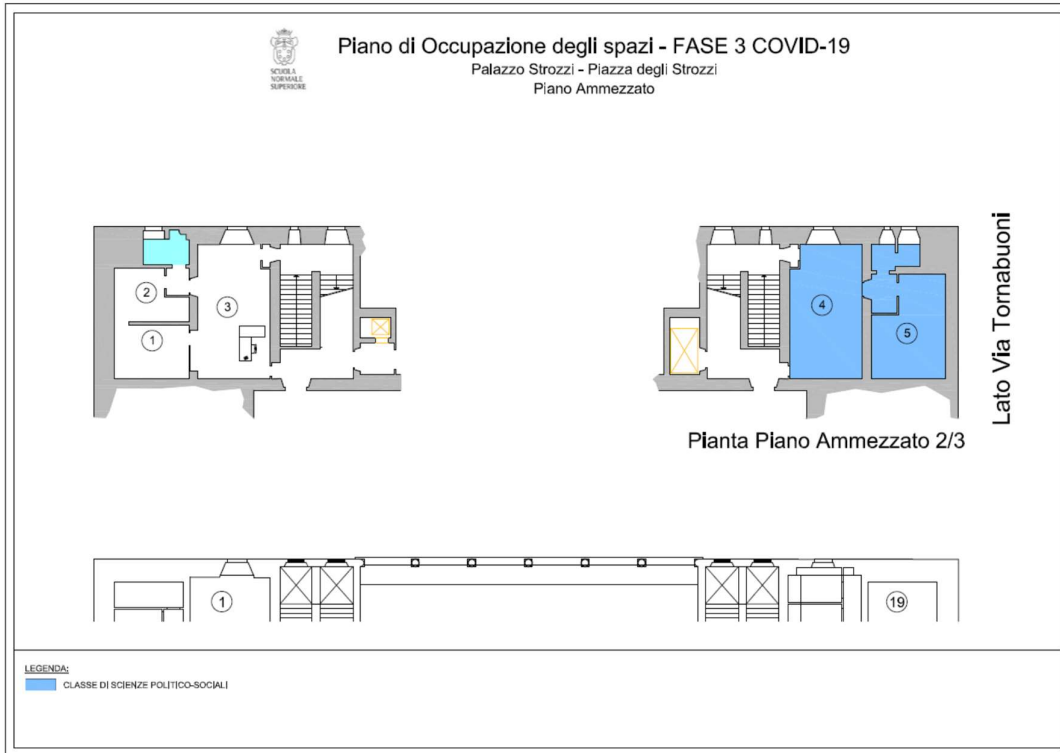 SCUOLA
NORMALE
SUPERIORE
Piano di Occupazione degli spazi - FASE 3 COVID-19
Palazzo Strozzi - Piazza degli Strozzi
Piano Ammezzato
2
3
1
4
5
Lato Via Tornabuoni
Pianta Piano Ammezzato 2/3
1
19
LEGENDA:
CLASSE DI SCIENZE POLITICO-SOCIALI